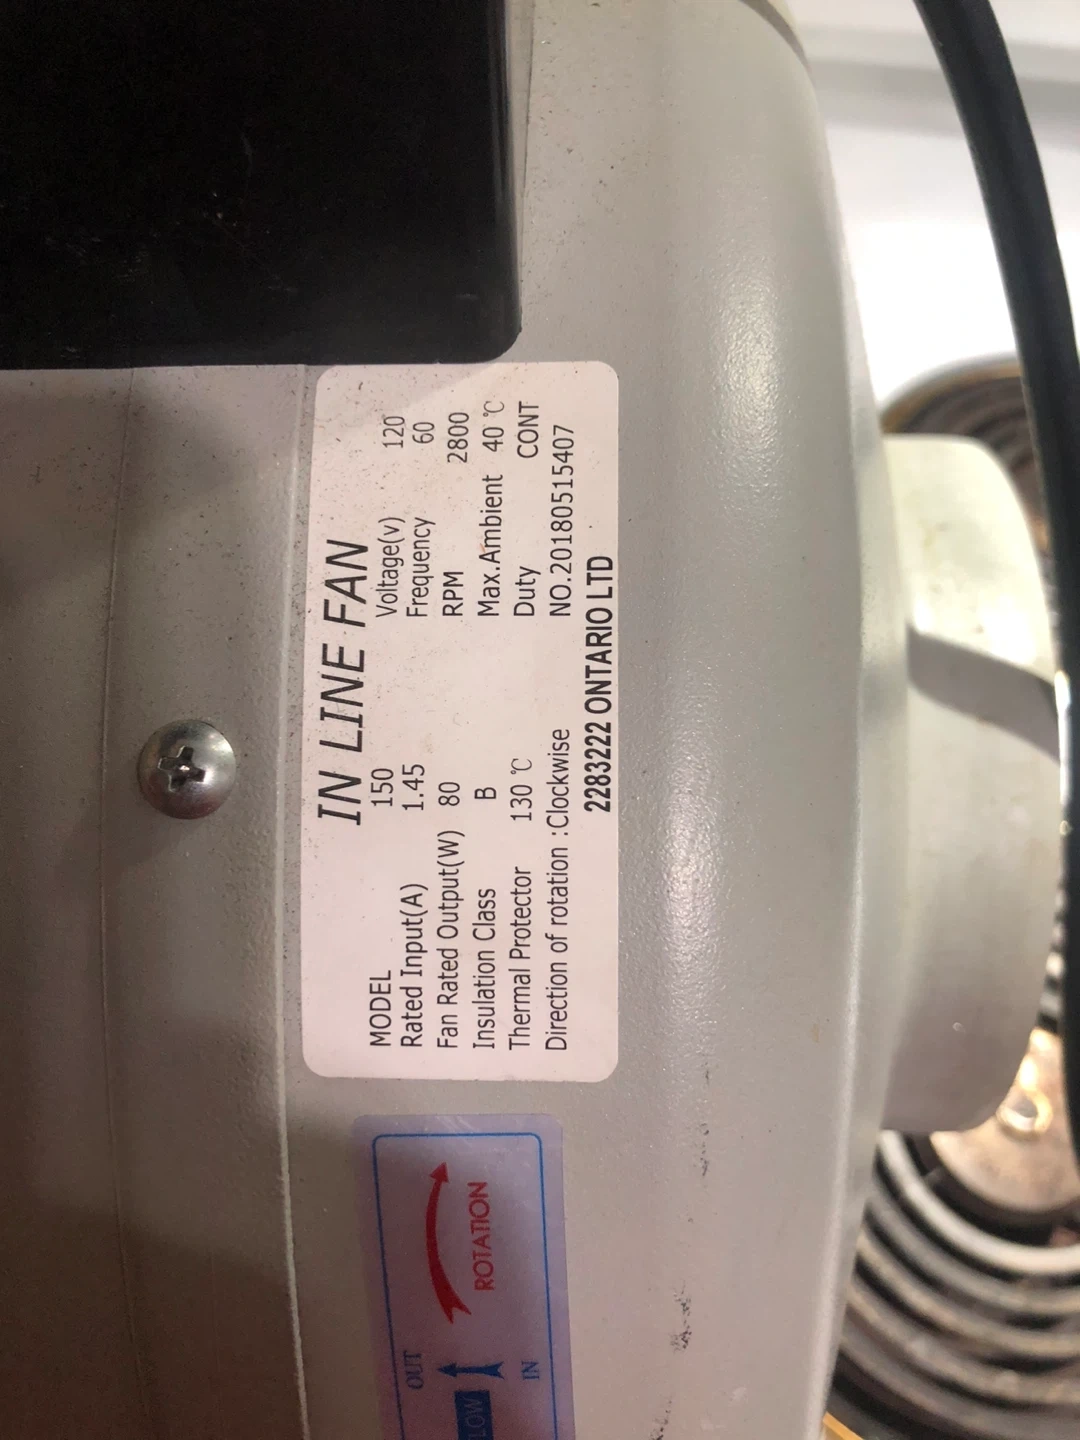 IN LINE FAN
MODEL 150 Voltage(v) 120
Rated Input(A) 1.45 Frequency 60
Fan Rated Output(W) 80 RPM 2800
Insulation Class B Max.Ambient 40 ℃
Thermal Protector 130 ℃ Duty CONT
Direction of rotation :Clockwise NO.20180515407
2283222 ONTARIO LTD
OUT
LOW
IN
ROTATION